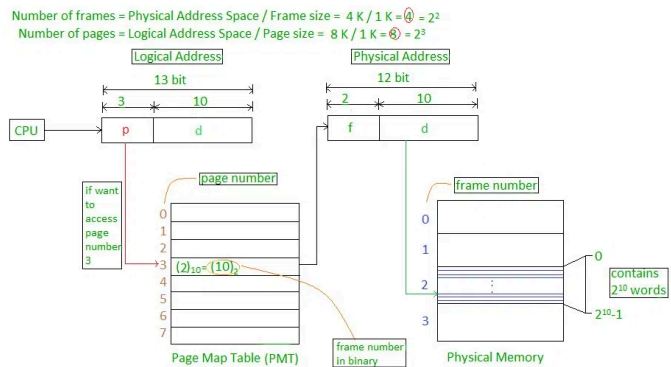 Number of frames = Physical Address Space / Frame size = 4 K / 1 K = 4 = 2²
Number of pages = Logical Address Space / Page size = 8 K / 1 K = 8 = 2³
Logical Address
Physical Address
13 bit
12 bit
3
10
2
10
CPU
p
d
f
d
if want
to
access
page
number
3
page number
frame number
0
1
2
3
4
5
6
7
(2)₁₀= (10)₂
0
1
2
3
⋮
0
contains
2¹⁰ words
2¹⁰-1
frame number
in binary
Page Map Table (PMT)
Physical Memory